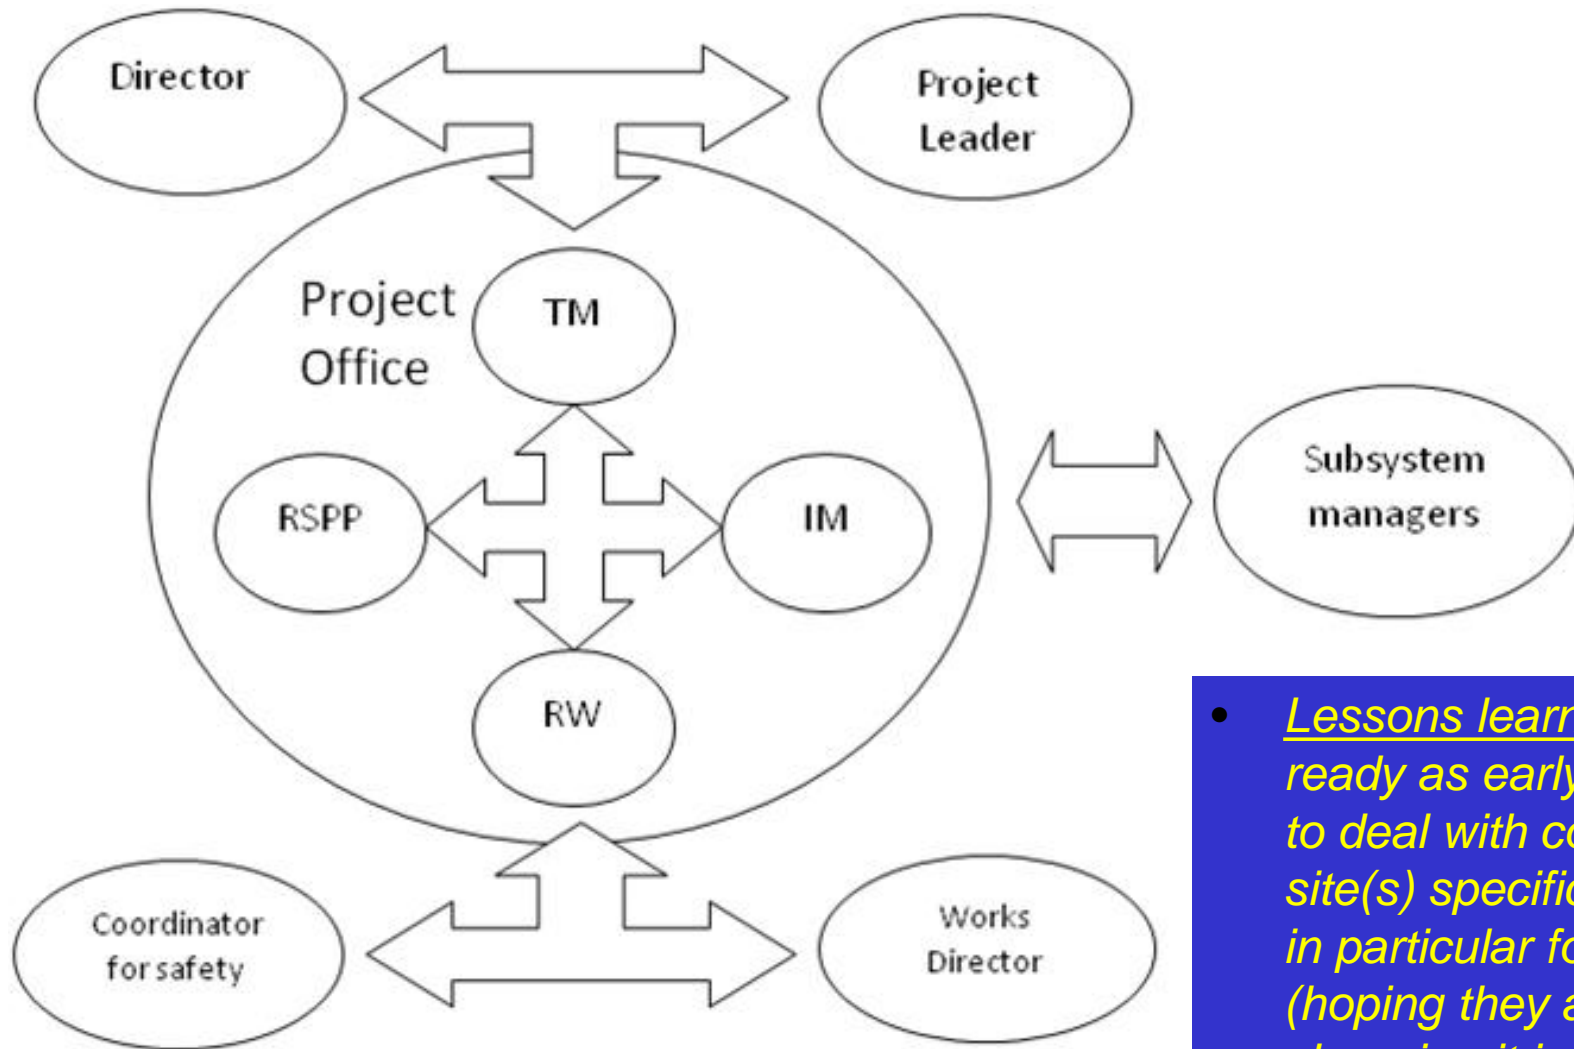 Director
Project
Leader
Project
Office
TM
RSPP
IM
RW
Subsystem
managers
Coordinator
for safety
Works
Director
• Lessons learn
ready as early
to deal with co
site(s) specific
in particular fo
(hoping they a